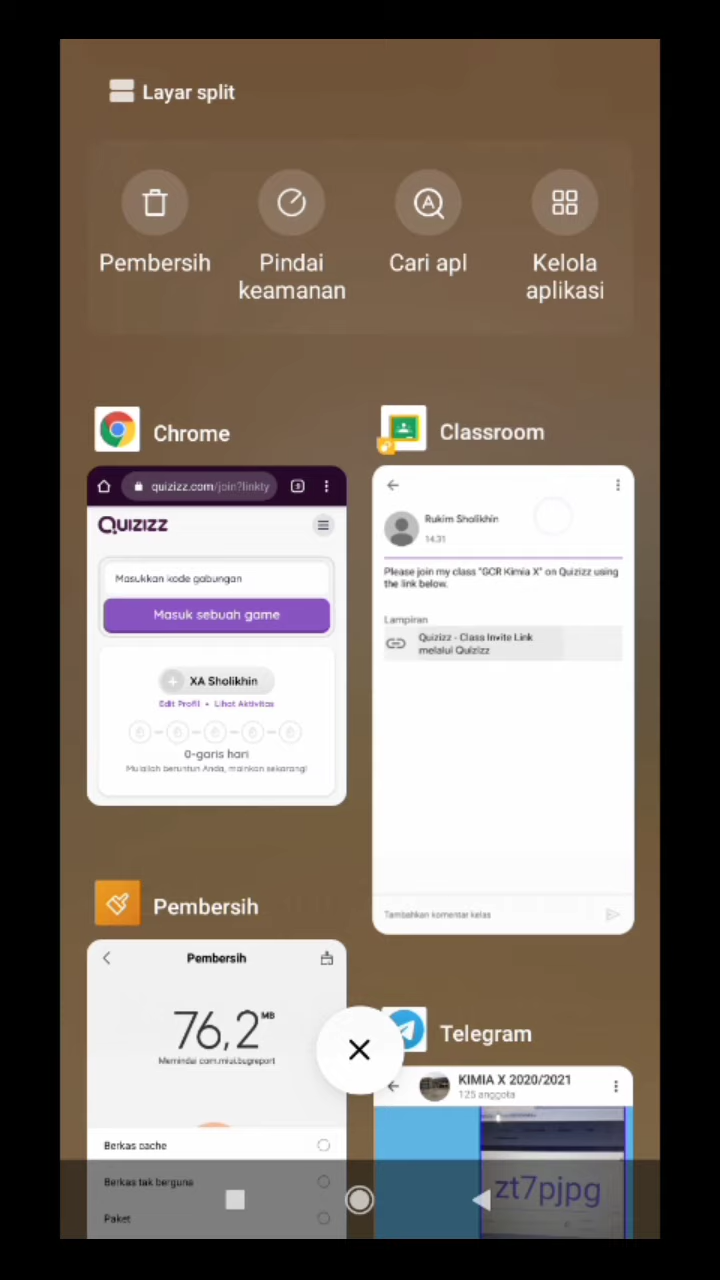 Layar split
Pembersih
Pindai
keamanan
Cari apl
Kelola
aplikasi
Chrome
quizizz.com/join?linkty
QUIZIZZ
Masukkan kode gabungan
Masuk sebuah game
XA Sholikhin
Edit Profil • Lihat Aktivitas
0-garis hari
Mulailah beruntun Anda, mainkan sekarang!
Classroom
Rukim Sholikhin
14.31
Please join my class "GCR Kimia X" on Quizizz using
the link below.
Lampiran
Quizizz - Class Invite Link
melalui Quizizz
Tambahkan komentar kelas
Pembersih
Pembersih
76,2 MB
Memindai com.miui.bugreport
Berkas cache
Berkas tak berguna
Paket
Telegram
KIMIA X 2020/2021
125 anggota
zt7pjpg